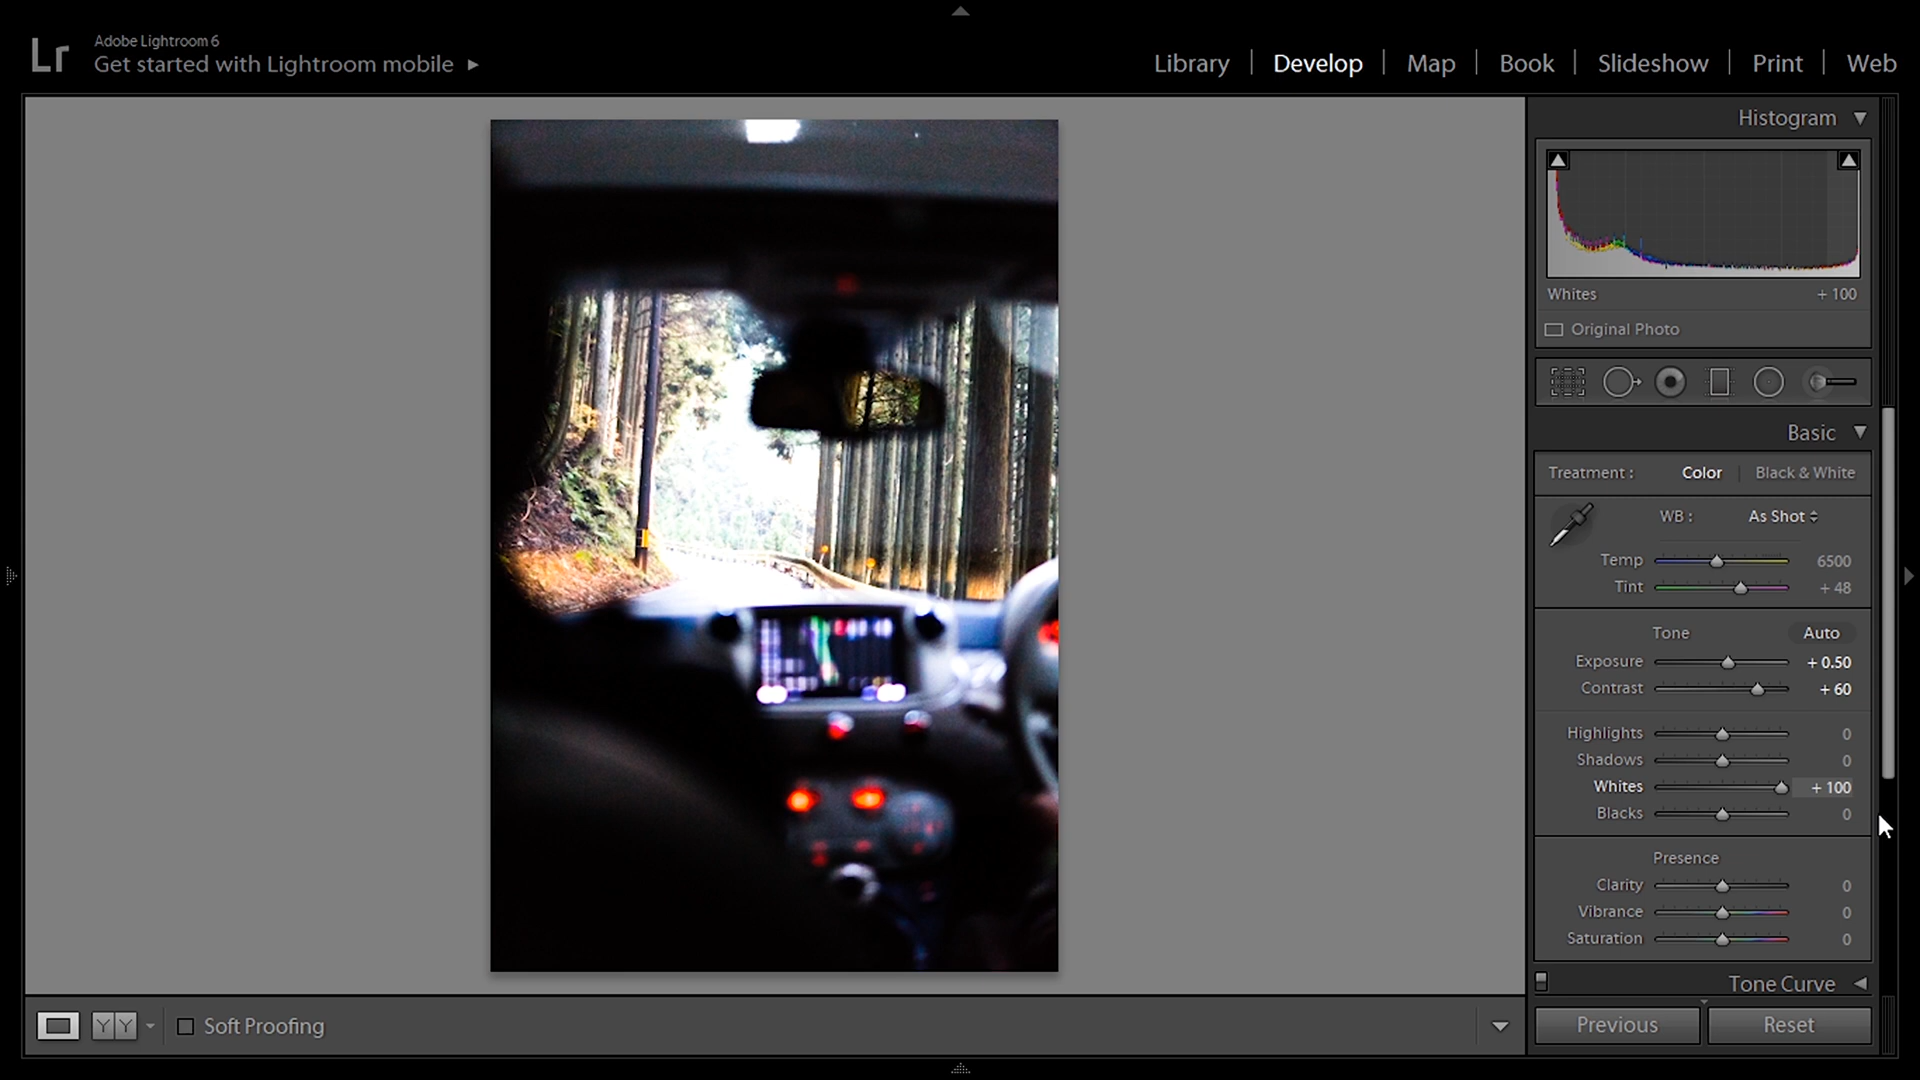 Lr
Adobe Lightroom 6
Get started with Lightroom mobile
Library | Develop | Map | Book | Slideshow | Print | Web
Histogram
Whites + 100
Original Photo
Basic
Treatment : Color | Black & White
WB : As Shot
Temp 6500
Tint + 48
Tone Auto
Exposure + 0.50
Contrast + 60
Highlights 0
Shadows 0
Whites + 100
Blacks 0
Presence
Clarity 0
Vibrance 0
Saturation 0
Tone Curve
YY Soft Proofing
Previous Reset